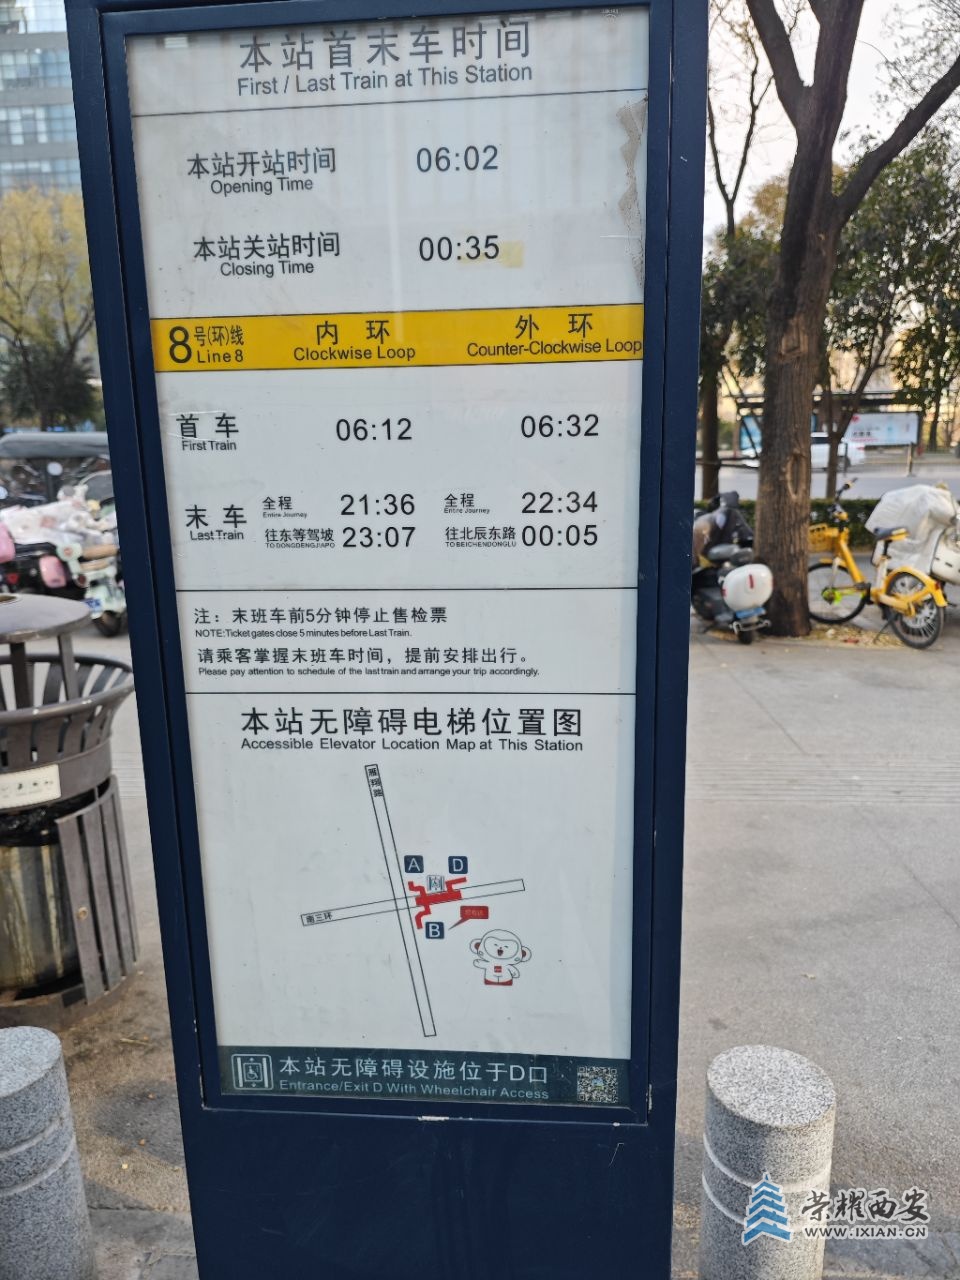 本站首末车时间
First / Last Train at This Station
本站开站时间 06:02
Opening Time
本站关站时间 00:35
Closing Time
8号(环)线 内环 外环
Line 8 Clockwise Loop Counter-Clockwise Loop
首车 06:12 06:32
First Train
末车 全程 21:36 全程 22:34
Last Train Entire Journey Entire Journey
往东等驾坡 23:07 往北辰东路 00:05
TO DONGDENGJIAPO TO BEICHENDONGLU
注：末班车前5分钟停止售检票
NOTE:Ticket gates close 5 minutes before Last Train.
请乘客掌握末班车时间，提前安排出行。
Please pay attention to schedule of the last train and arrange your trip accordingly.
本站无障碍电梯位置图
Accessible Elevator Location Map at This Station
雁翔路
A D
南三环
B
本站无障碍设施位于D口
Entrance/Exit D With Wheelchair Access
荣耀西安
WWW.IXIAN.CN